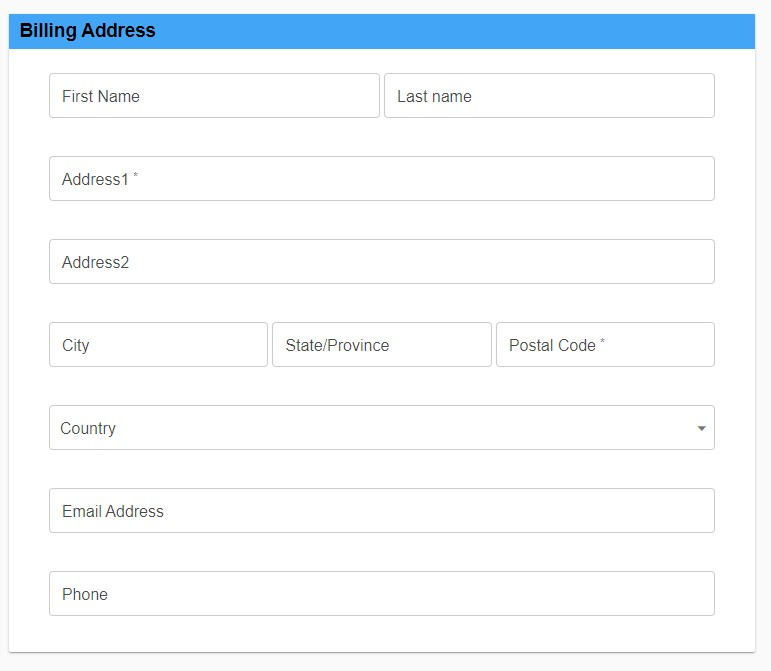 Billing Address
First Name Last name
Address1 *
Address2
City State/Province Postal Code *
Country
Email Address
Phone